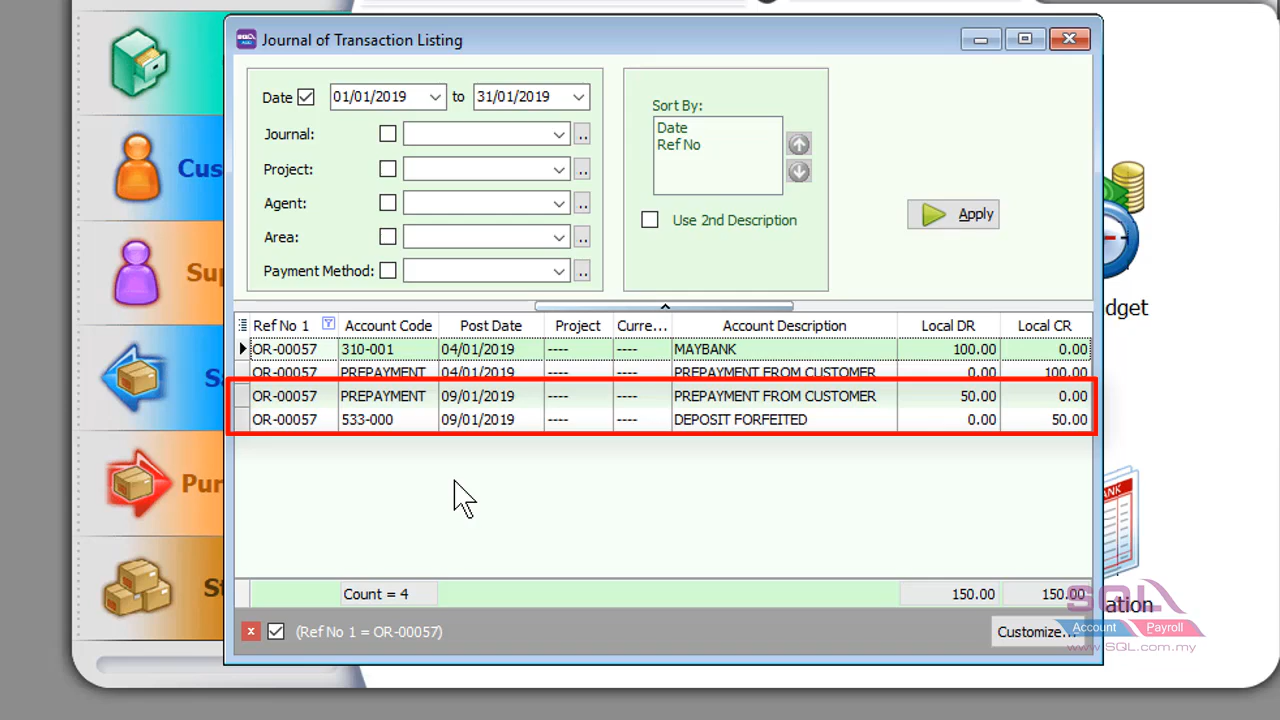 Journal of Transaction Listing
Date 01/01/2019 to 31/01/2019
Journal:
Project:
Agent:
Area:
Payment Method:
Sort By:
Date
Ref No
Use 2nd Description
Apply
Ref No 1 Account Code Post Date Project Curre... Account Description Local DR Local CR
OR-00057 310-001 04/01/2019 ---- ---- MAYBANK 100.00 0.00
OR-00057 PREPAYMENT 04/01/2019 ---- ---- PREPAYMENT FROM CUSTOMER 0.00 100.00
OR-00057 PREPAYMENT 09/01/2019 ---- ---- PREPAYMENT FROM CUSTOMER 50.00 0.00
OR-00057 533-000 09/01/2019 ---- ---- DEPOSIT FORFEITED 0.00 50.00
Count = 4 150.00 150.00
(Ref No 1 = OR-00057)
Customize...
Cus
Sup
Pur
dget
ation
SQL
Account Payroll
www.SQL.com.my